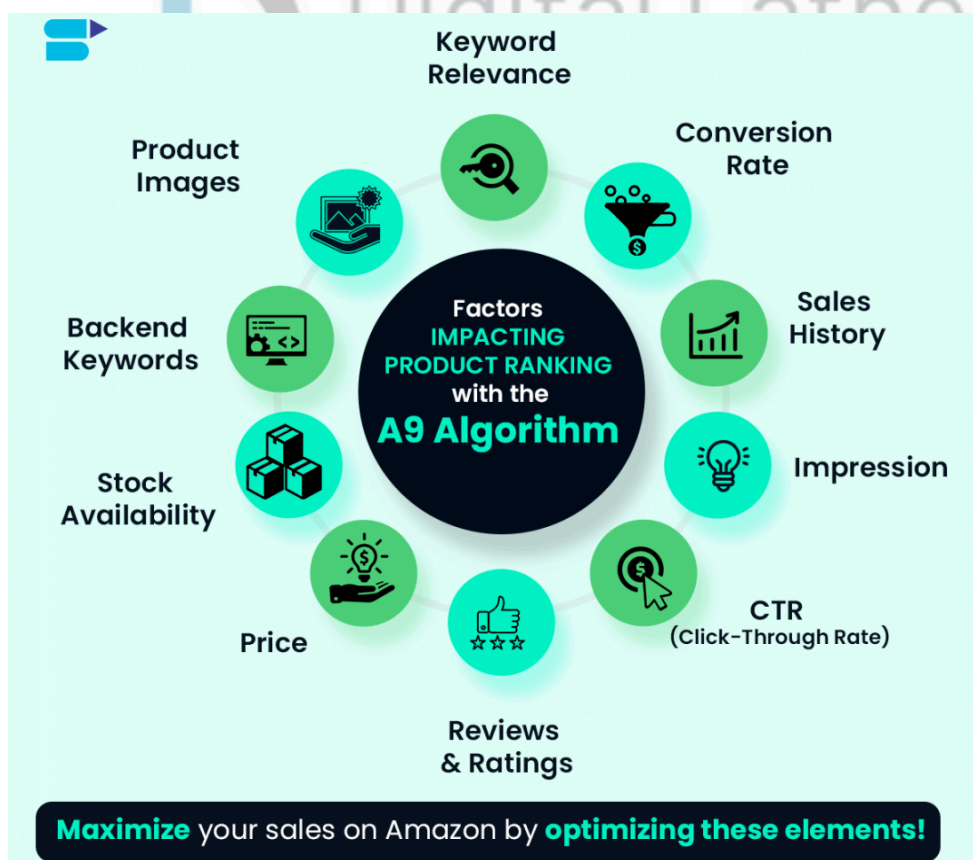 Keyword
Relevance
Conversion
Rate
Sales
History
Impression
CTR
(Click-Through Rate)
Reviews
& Ratings
Price
Stock
Availability
Backend
Keywords
Product
Images
Factors
IMPACTING
PRODUCT RANKING
with the
A9 Algorithm
Maximize your sales on Amazon by optimizing these elements!